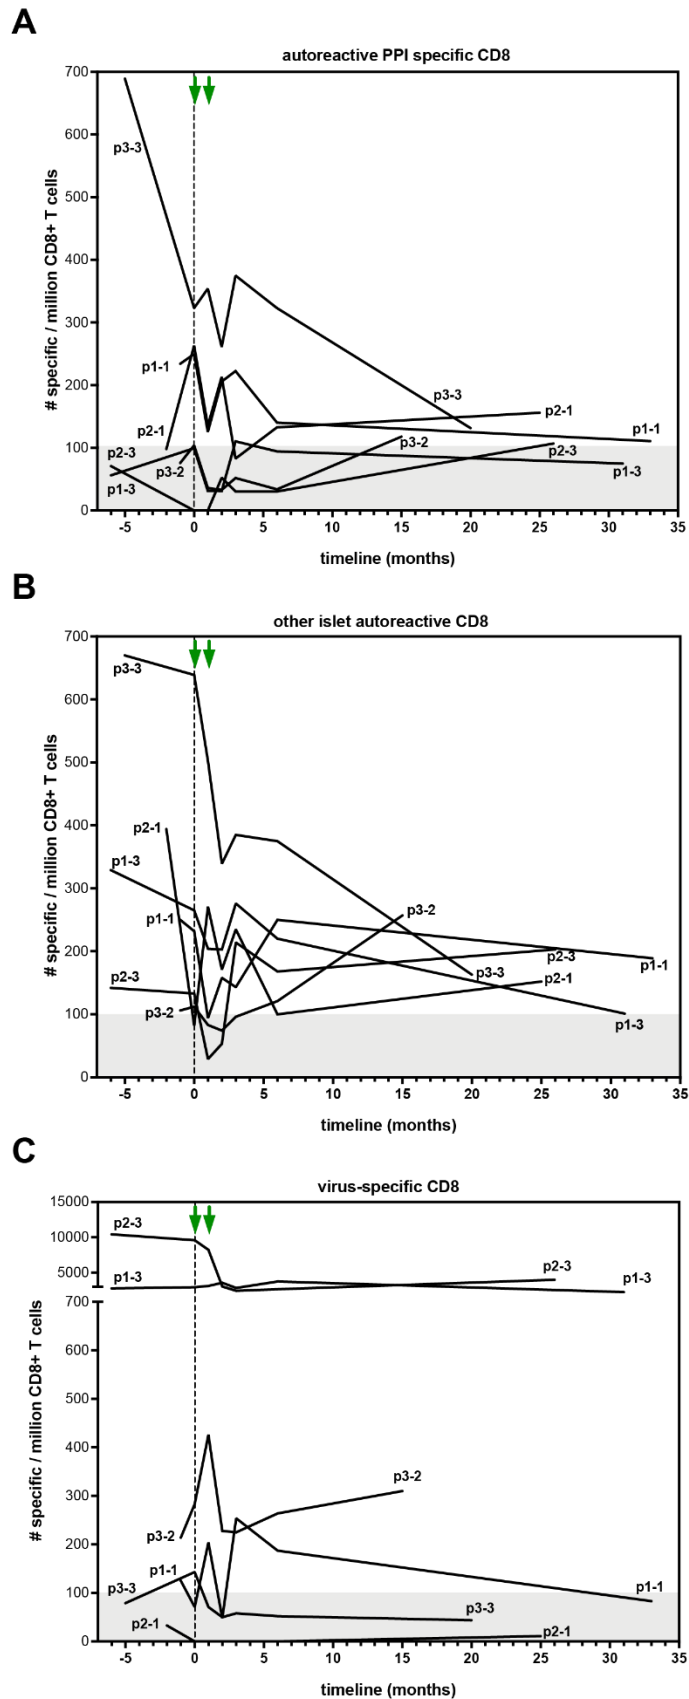 A
autoreactive PPI specific CD8
# specific / million CD8+ T cells
700
600
500
400
300
200
100
0
p3-3
p1-1
p2-1
p2-3
p3-2
p1-3
p3-3
p2-1
p1-1
p3-2
p2-3
p1-3
-5 0 5 10 15 20 25 30 35
timeline (months)
B
other islet autoreactive CD8
# specific / million CD8+ T cells
700
600
500
400
300
200
100
0
p3-3
p2-1
p1-3
p1-1
p2-3
p3-2
p3-2
p2-3
p1-1
p3-3
p2-1
p1-3
-5 0 5 10 15 20 25 30 35
timeline (months)
C
virus-specific CD8
# specific / million CD8+ T cells
15000
10000
5000
700
600
500
400
300
200
100
0
p2-3
p1-3
p2-3
p1-3
p3-2
p3-2
p1-1
p3-3
p1-1
p3-3
p2-1
p2-1
-5 0 5 10 15 20 25 30 35
timeline (months)